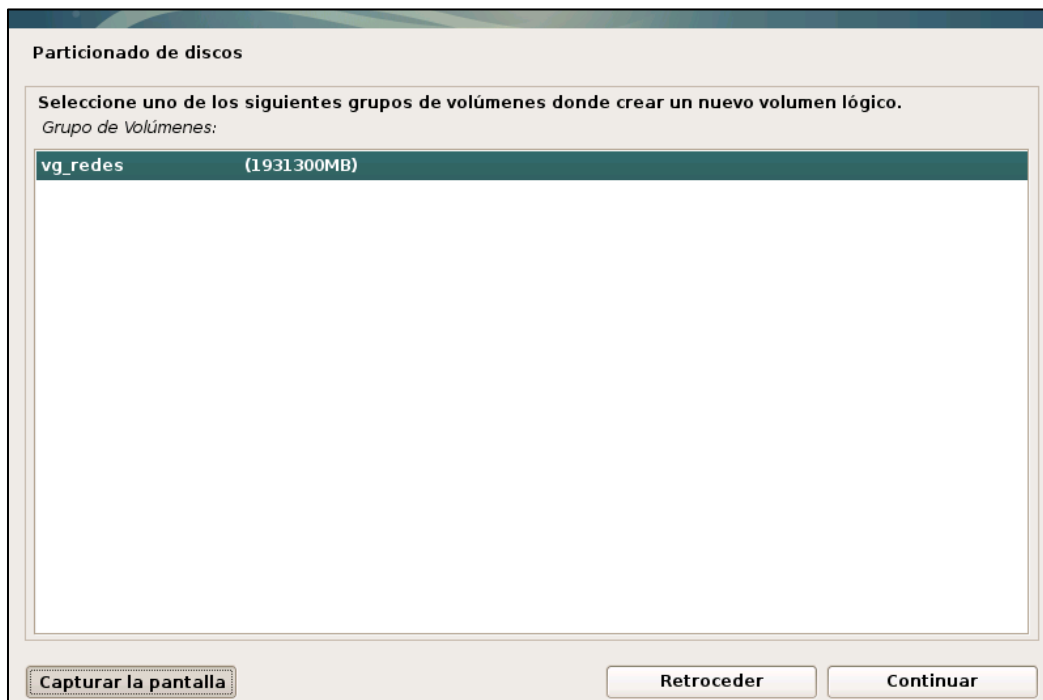 Particionado de discos
Seleccione uno de los siguientes grupos de volúmenes donde crear un nuevo volumen lógico.
Grupo de Volúmenes:
vg_redes (1931300MB)
Capturar la pantalla Retroceder Continuar